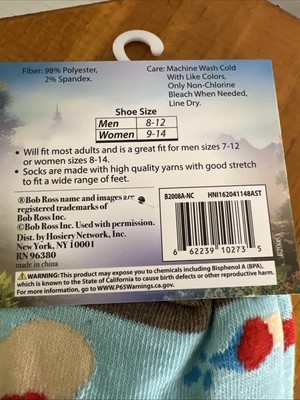 Fiber: 98% Polyester,
2% Spandex.
Care: Machine Wash Cold
With Like Colors,
Only Non-Chlorine
Bleach When Needed,
Line Dry.
Shoe Size
Men 8-12
Women 9-14
• Will fit most adults and is a great fit for men sizes 7-12
or women sizes 8-14.
• Socks are made with high quality yarns with good stretch
to fit a wide range of feet.
®Bob Ross name and images are
registered trademarks of
Bob Ross Inc.
©Bob Ross Inc. Used with permission.
Dist. by Hosiery Network, Inc.
New York, NY 10001
RN 96380
made in china
B2008A-NC HNI162041148AST
6 62239 10273 5
⚠WARNING: This product may expose you to chemicals including Bisphenol A (BPA),
which is known to the State of California to cause birth defects or other reproductive harm.
For more information, go to www.P65Warnings.ca.gov.